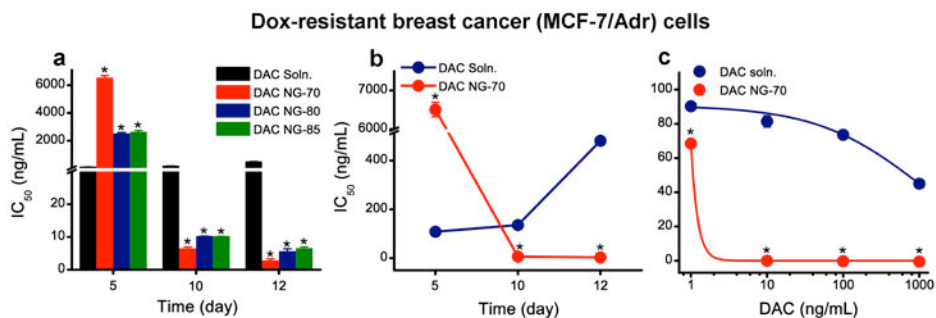 Dox-resistant breast cancer (MCF-7/Adr) cells
a
IC50 (ng/mL)
6000
4000
2000
20
10
0
DAC Soln.
DAC NG-70
DAC NG-80
DAC NG-85
*
*
*
*
*
*
*
*
*
5
10
12
Time (day)
b
IC50 (ng/mL)
7000
6000
400
200
0
DAC Soln.
DAC NG-70
*
*
*
5
10
12
Time (day)
c
100
80
60
40
20
0
DAC soln.
DAC NG-70
*
*
*
*
1
10
100
1000
DAC (ng/mL)